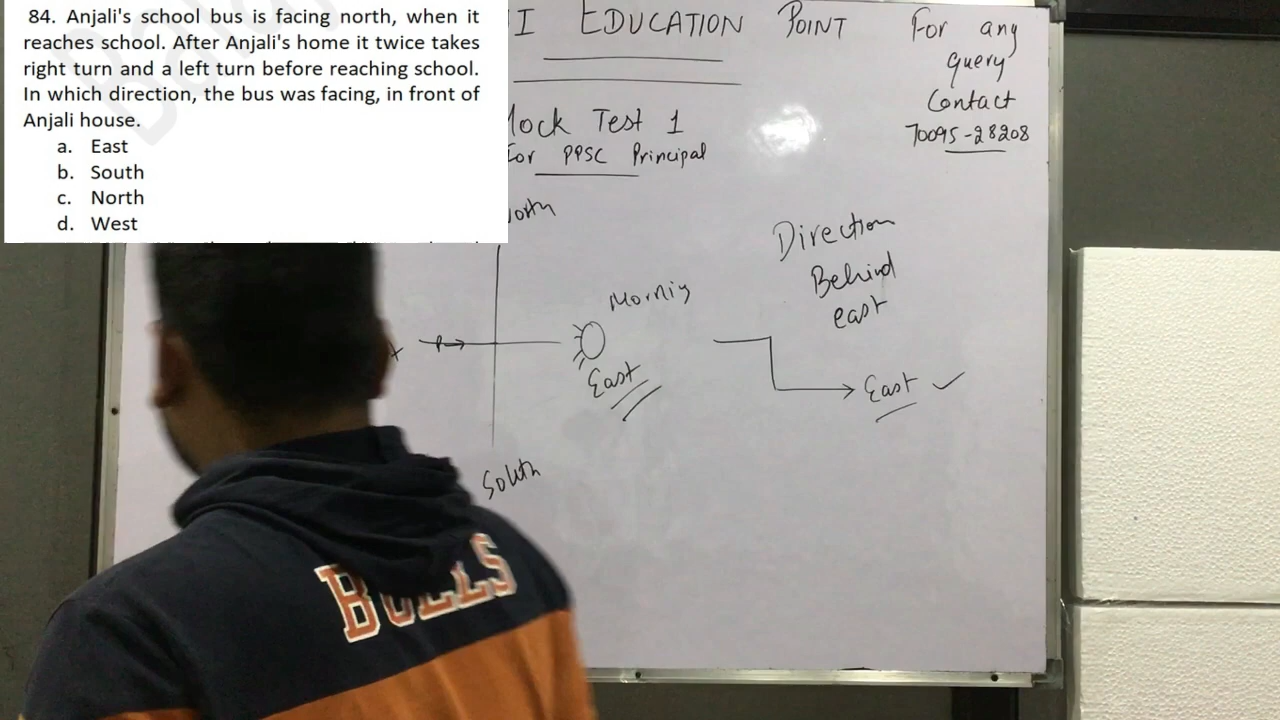 84. Anjali's school bus is facing north, when it
reaches school. After Anjali's home it twice takes
right turn and a left turn before reaching school.
In which direction, the bus was facing, in front of
Anjali house.
a. East
b. South
c. North
d. West
I EDUCATION POINT
Mock Test 1
For PPSC Principal
For any
query
Contact
70095-28208
North
Morning
East
South
Direction
Behind
east
East
BULLS